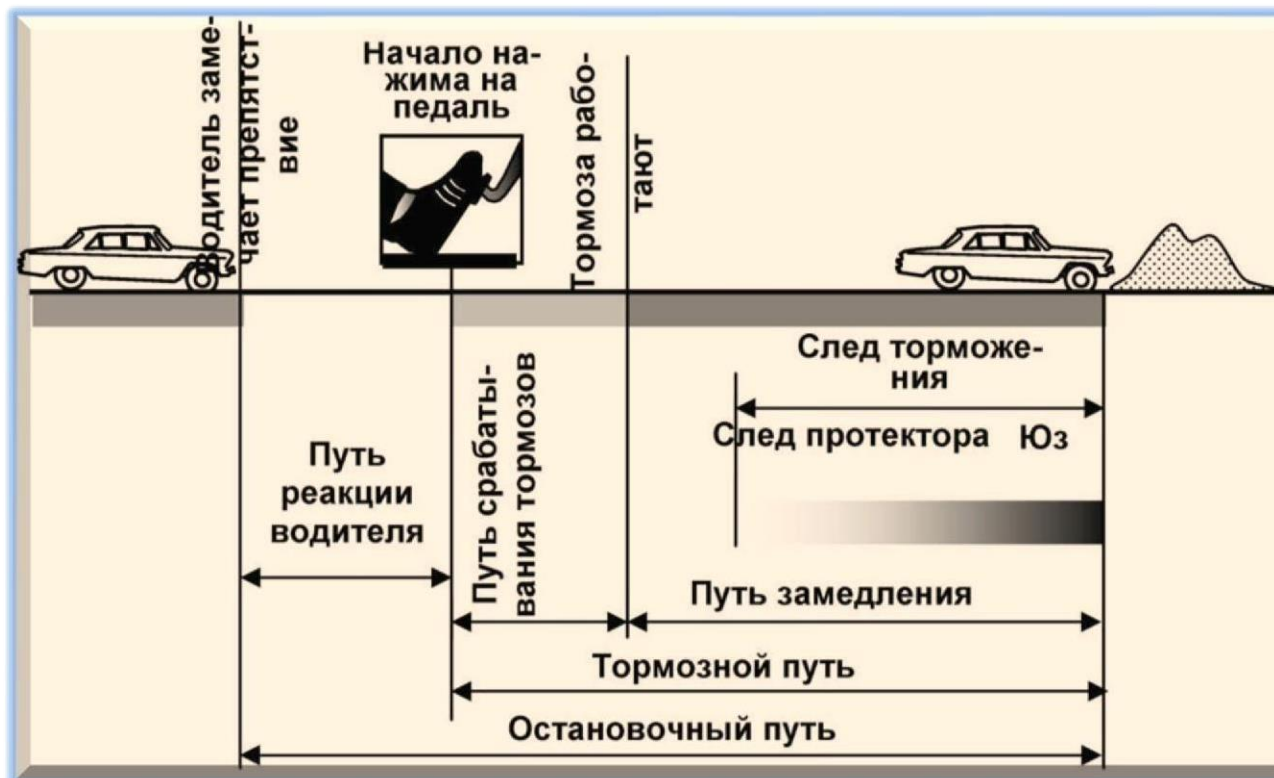 Водитель заме-
чает препятст-
вие
Начало на-
жима на
педаль
Тормоза рабо-
тают
След торможе-
ния
След протектора Юз
Путь
реакции
водителя
Путь срабаты-
вания тормозов
Путь замедления
Тормозной путь
Остановочный путь